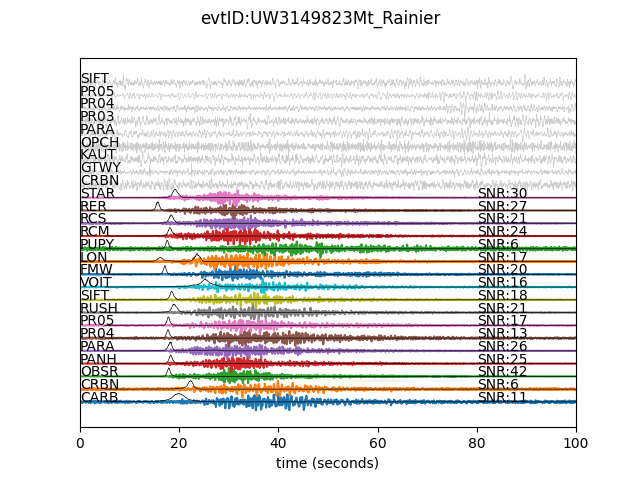 evtID:UW3149823Mt_Rainier
SIFT
PR05
PR04
PR03
PARA
OPCH
KAUT
GTWY
CRBN
STAR SNR:30
RER SNR:27
RCS SNR:21
RCM SNR:24
PUPY SNR:6
LON SNR:17
FMW SNR:20
VOIT SNR:16
SIFT SNR:18
RUSH SNR:21
PR05 SNR:17
PR04 SNR:13
PARA SNR:26
PANH SNR:25
OBSR SNR:42
CRBN SNR:6
CARB SNR:11
0 20 40 60 80 100
time (seconds)